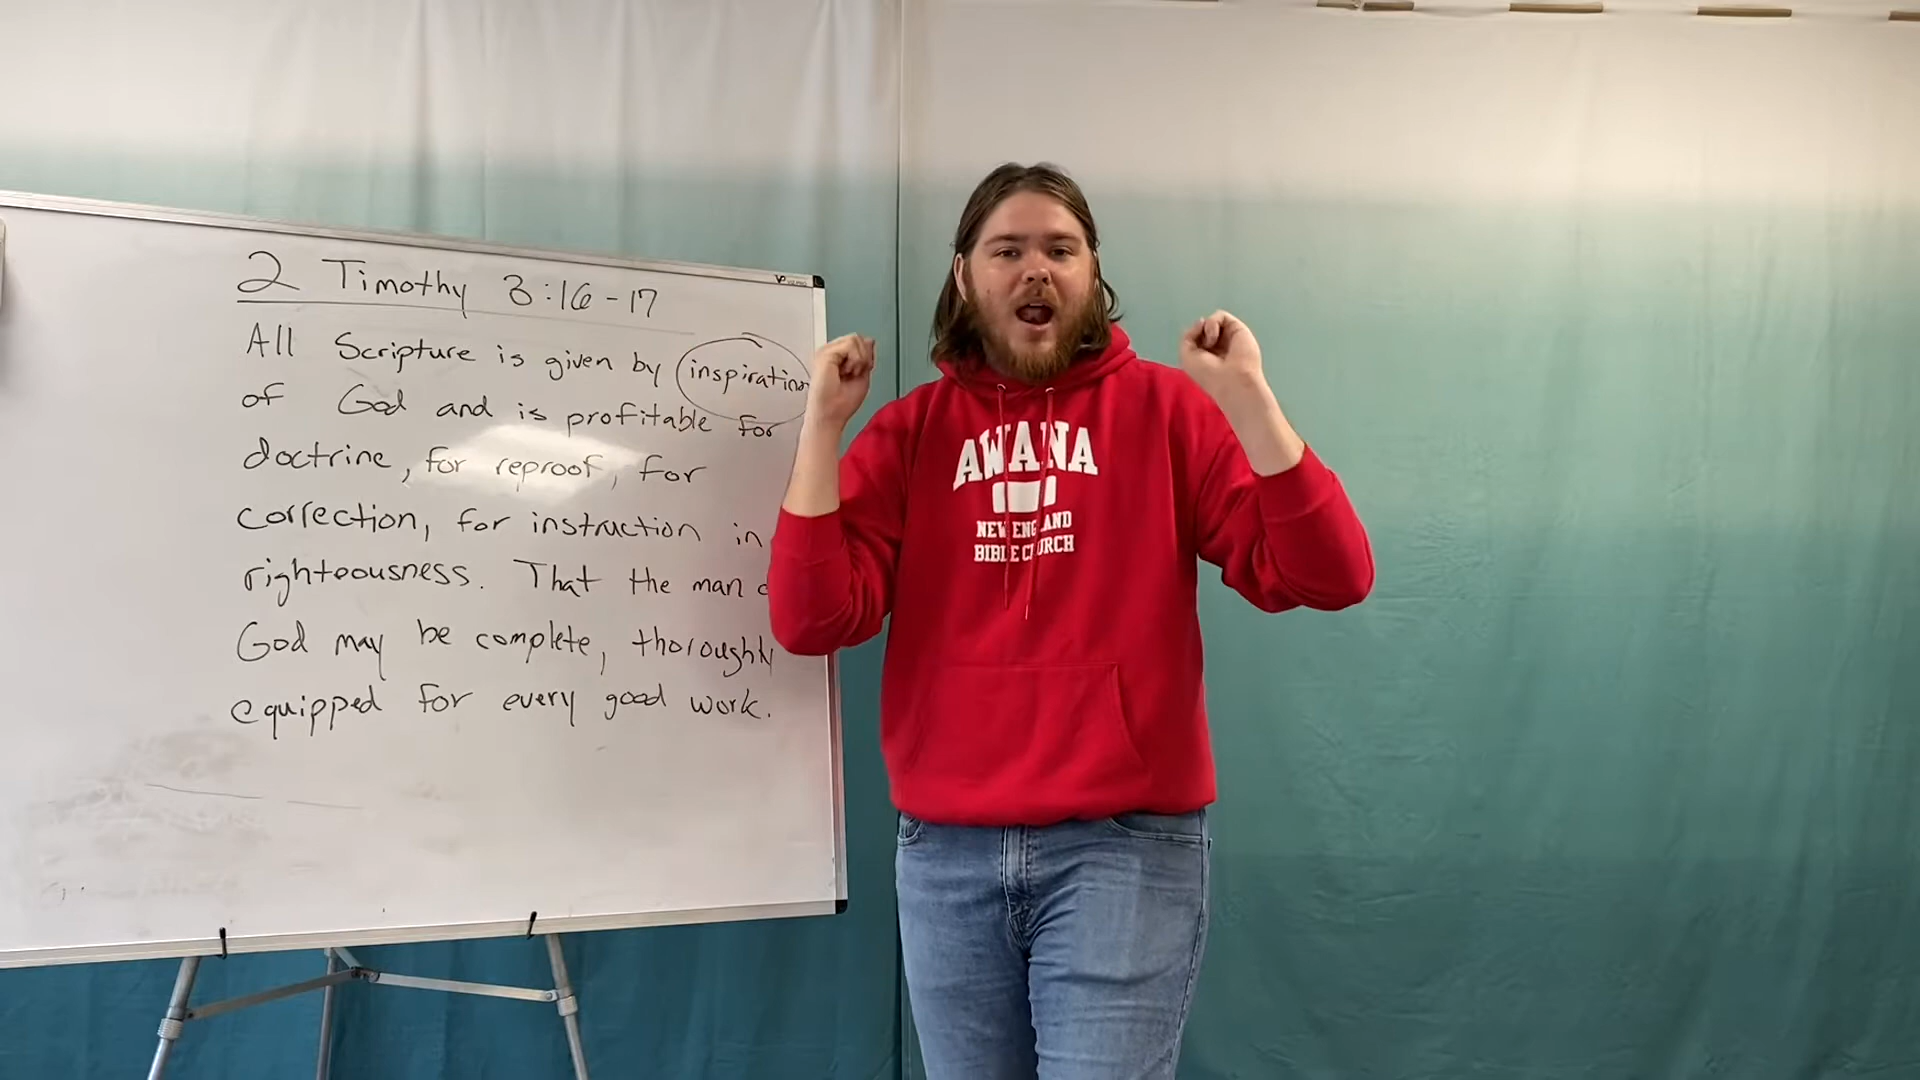 2 Timothy 3:16-17
All Scripture is given by inspiration
of God and is profitable for
doctrine, for reproof, for
correction, for instruction in
righteousness. That the man
God may be complete, thoroughly
equipped for every good work.
AWANA
NEW ENGLAND
BIBLE CHURCH